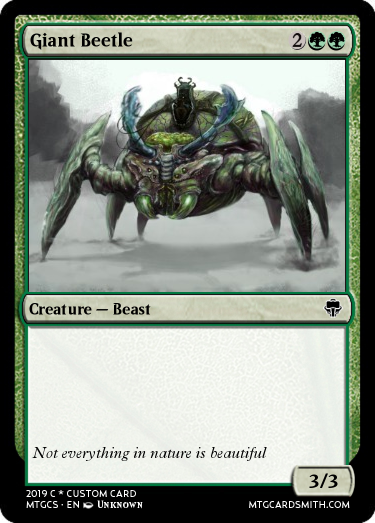 Giant Beetle 2
Creature — Beast
Not everything in nature is beautiful
3/3
2019 C * CUSTOM CARD
MTGCS • EN Unknown MTGCARDSMITH.COM